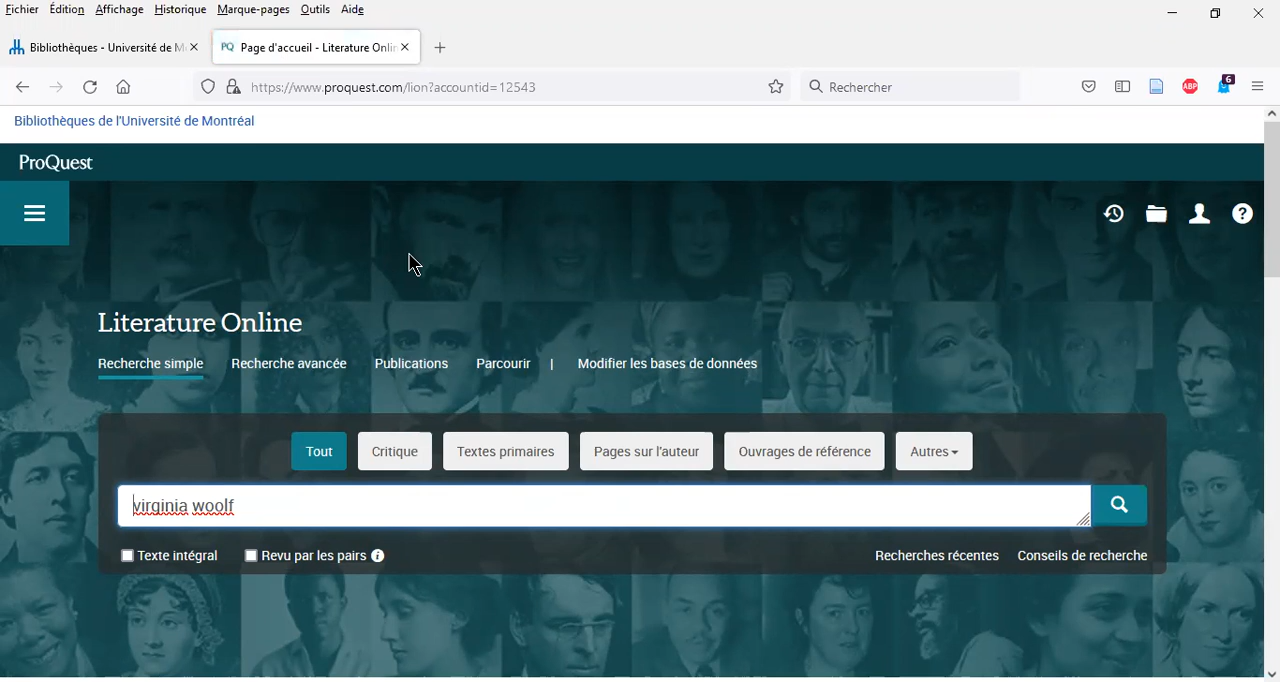 Fichier Édition Affichage Historique Marque-pages Outils Aide
Bibliothèques - Université de M
PQ Page d'accueil - Literature Onlin
https://www.proquest.com/lion?accountid=12543
Rechercher
ABP
6
Bibliothèques de l'Université de Montréal
ProQuest
Literature Online
Recherche simple Recherche avancée Publications Parcourir | Modifier les bases de données
Tout Critique Textes primaires Pages sur l'auteur Ouvrages de référence Autres
virginia woolf
Texte intégral Revu par les pairs Recherches récentes Conseils de recherche